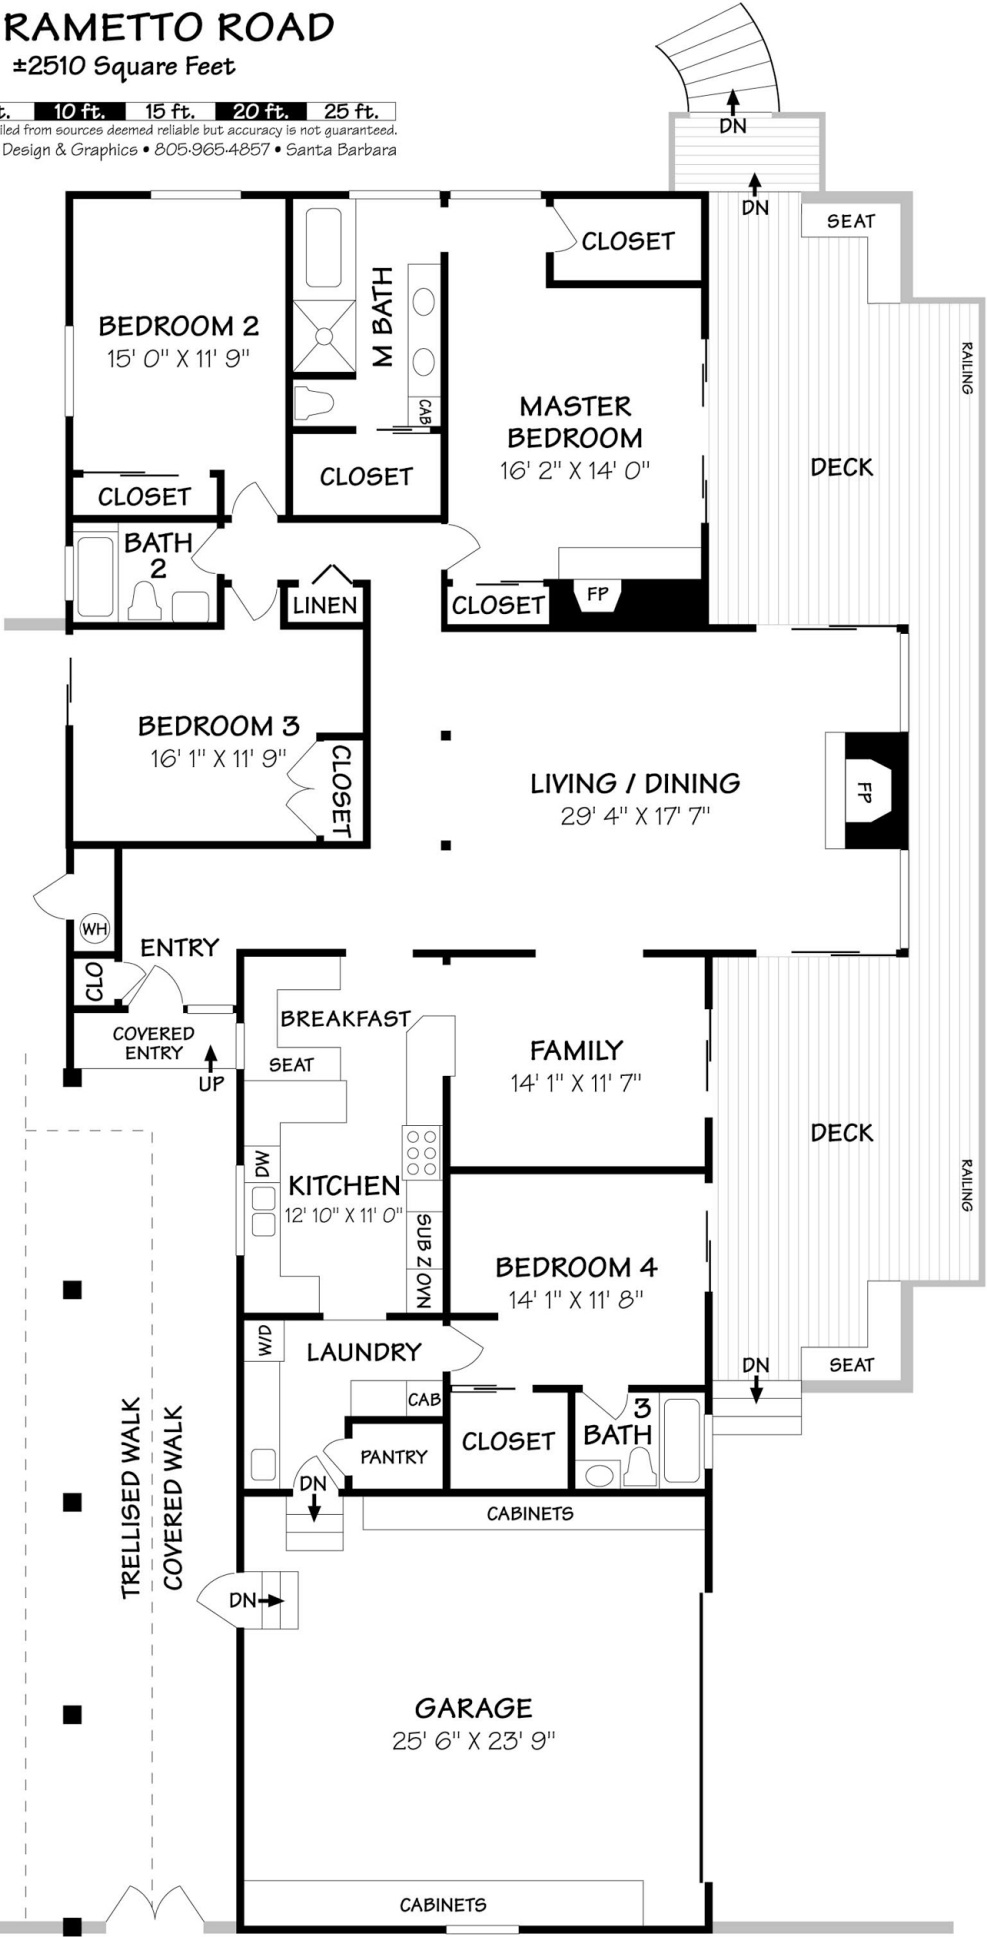 RAMETTO ROAD
±2510 Square Feet
10 ft. 15 ft. 20 ft. 25 ft.
from sources deemed reliable but accuracy is not guaranteed.
Design & Graphics • 805•965•4857 • Santa Barbara
DN
DN
SEAT
CLOSET
M BATH
BEDROOM 2
15' 0" X 11' 9"
RAILING
CAB
MASTER
BEDROOM
16' 2" X 14' 0"
DECK
CLOSET
CLOSET
BATH
2
LINEN
CLOSET
FP
BEDROOM 3
16' 1" X 11' 9"
CLOSET
LIVING / DINING
29' 4" X 17' 7"
FP
WH
ENTRY
CLO
COVERED
ENTRY
UP
BREAKFAST
SEAT
FAMILY
14' 1" X 11' 7"
DECK
RAILING
DW
KITCHEN
12' 10" X 11' 0"
SUB Z
OVN
BEDROOM 4
14' 1" X 11' 8"
W/D
LAUNDRY
DN
SEAT
CAB
3
BATH
CLOSET
PANTRY
DN
TRELLISED WALK
COVERED WALK
CABINETS
DN
GARAGE
25' 6" X 23' 9"
CABINETS